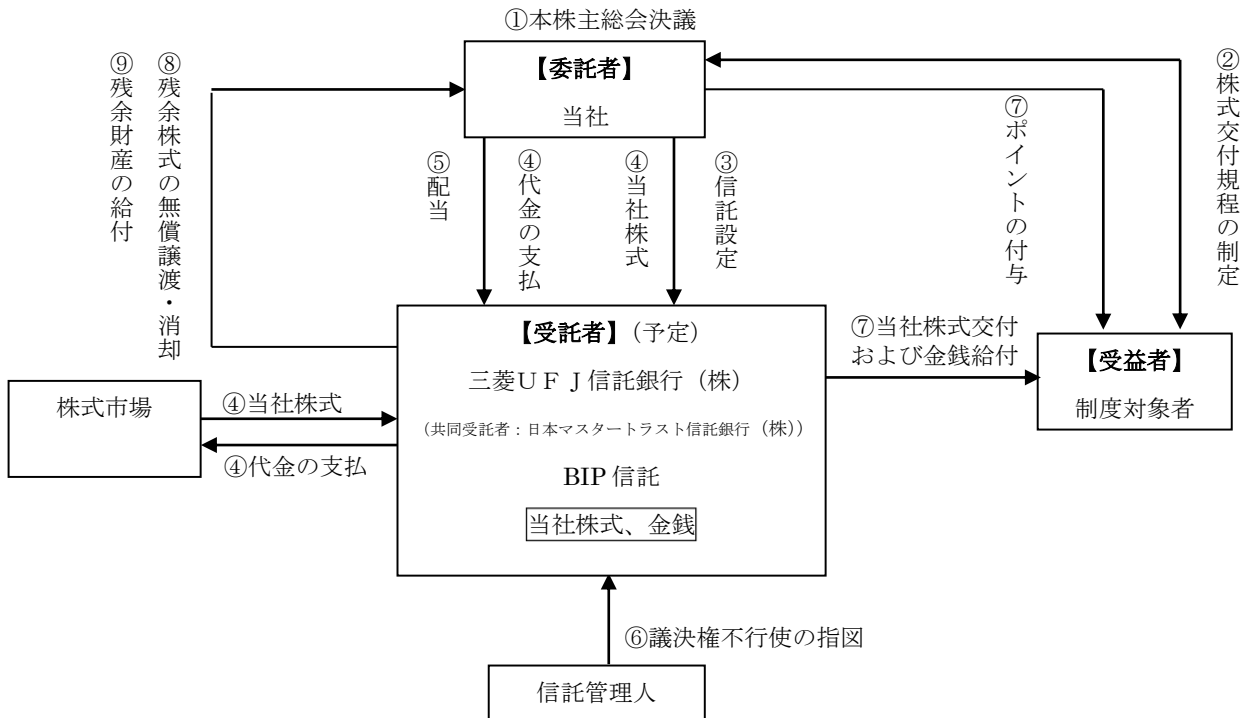 ①本株主総会決議
【委託者】
当社
⑨残余財産の給付
⑧残余株式の無償譲渡・消却
⑤配当
④代金の支払
④当社株式
③信託設定
⑦ポイントの付与
②株式交付規程の制定
【受託者】（予定）
三菱ＵＦＪ信託銀行（株）
（共同受託者：日本マスタートラスト信託銀行（株））
BIP 信託
当社株式、金銭
株式市場
④当社株式
④代金の支払
⑦当社株式交付
および金銭給付
【受益者】
制度対象者
⑥議決権不行使の指図
信託管理人